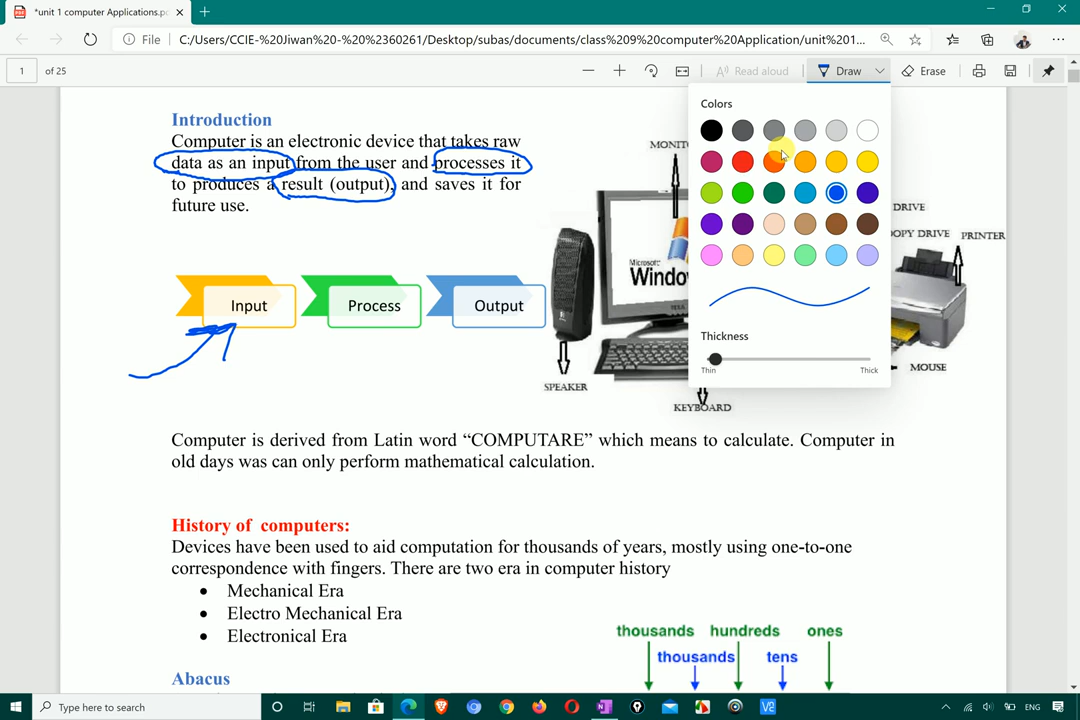 *unit 1 computer Applications.pd
File
C:/Users/CCIE-%20Jiwan%20-%20%2360261/Desktop/subas/documents/class%209%20computer%20Application/unit%201...
1 of 25
Read aloud
Draw
Erase
Colors
Thickness
Thin
Thick
Introduction
Computer is an electronic device that takes raw
data as an input from the user and processes it
to produces a result (output), and saves it for
future use.
Input
Process
Output
MONIT
DRIVE
OPY DRIVE
PRINTER
Microsoft
Windo
SPEAKER
MOUSE
KEYBOARD
Computer is derived from Latin word “COMPUTARE” which means to calculate. Computer in
old days was can only perform mathematical calculation.
History of computers:
Devices have been used to aid computation for thousands of years, mostly using one-to-one
correspondence with fingers. There are two era in computer history
• Mechanical Era
• Electro Mechanical Era
• Electronical Era
thousands hundreds ones
thousands tens
Abacus
Type here to search
ENG